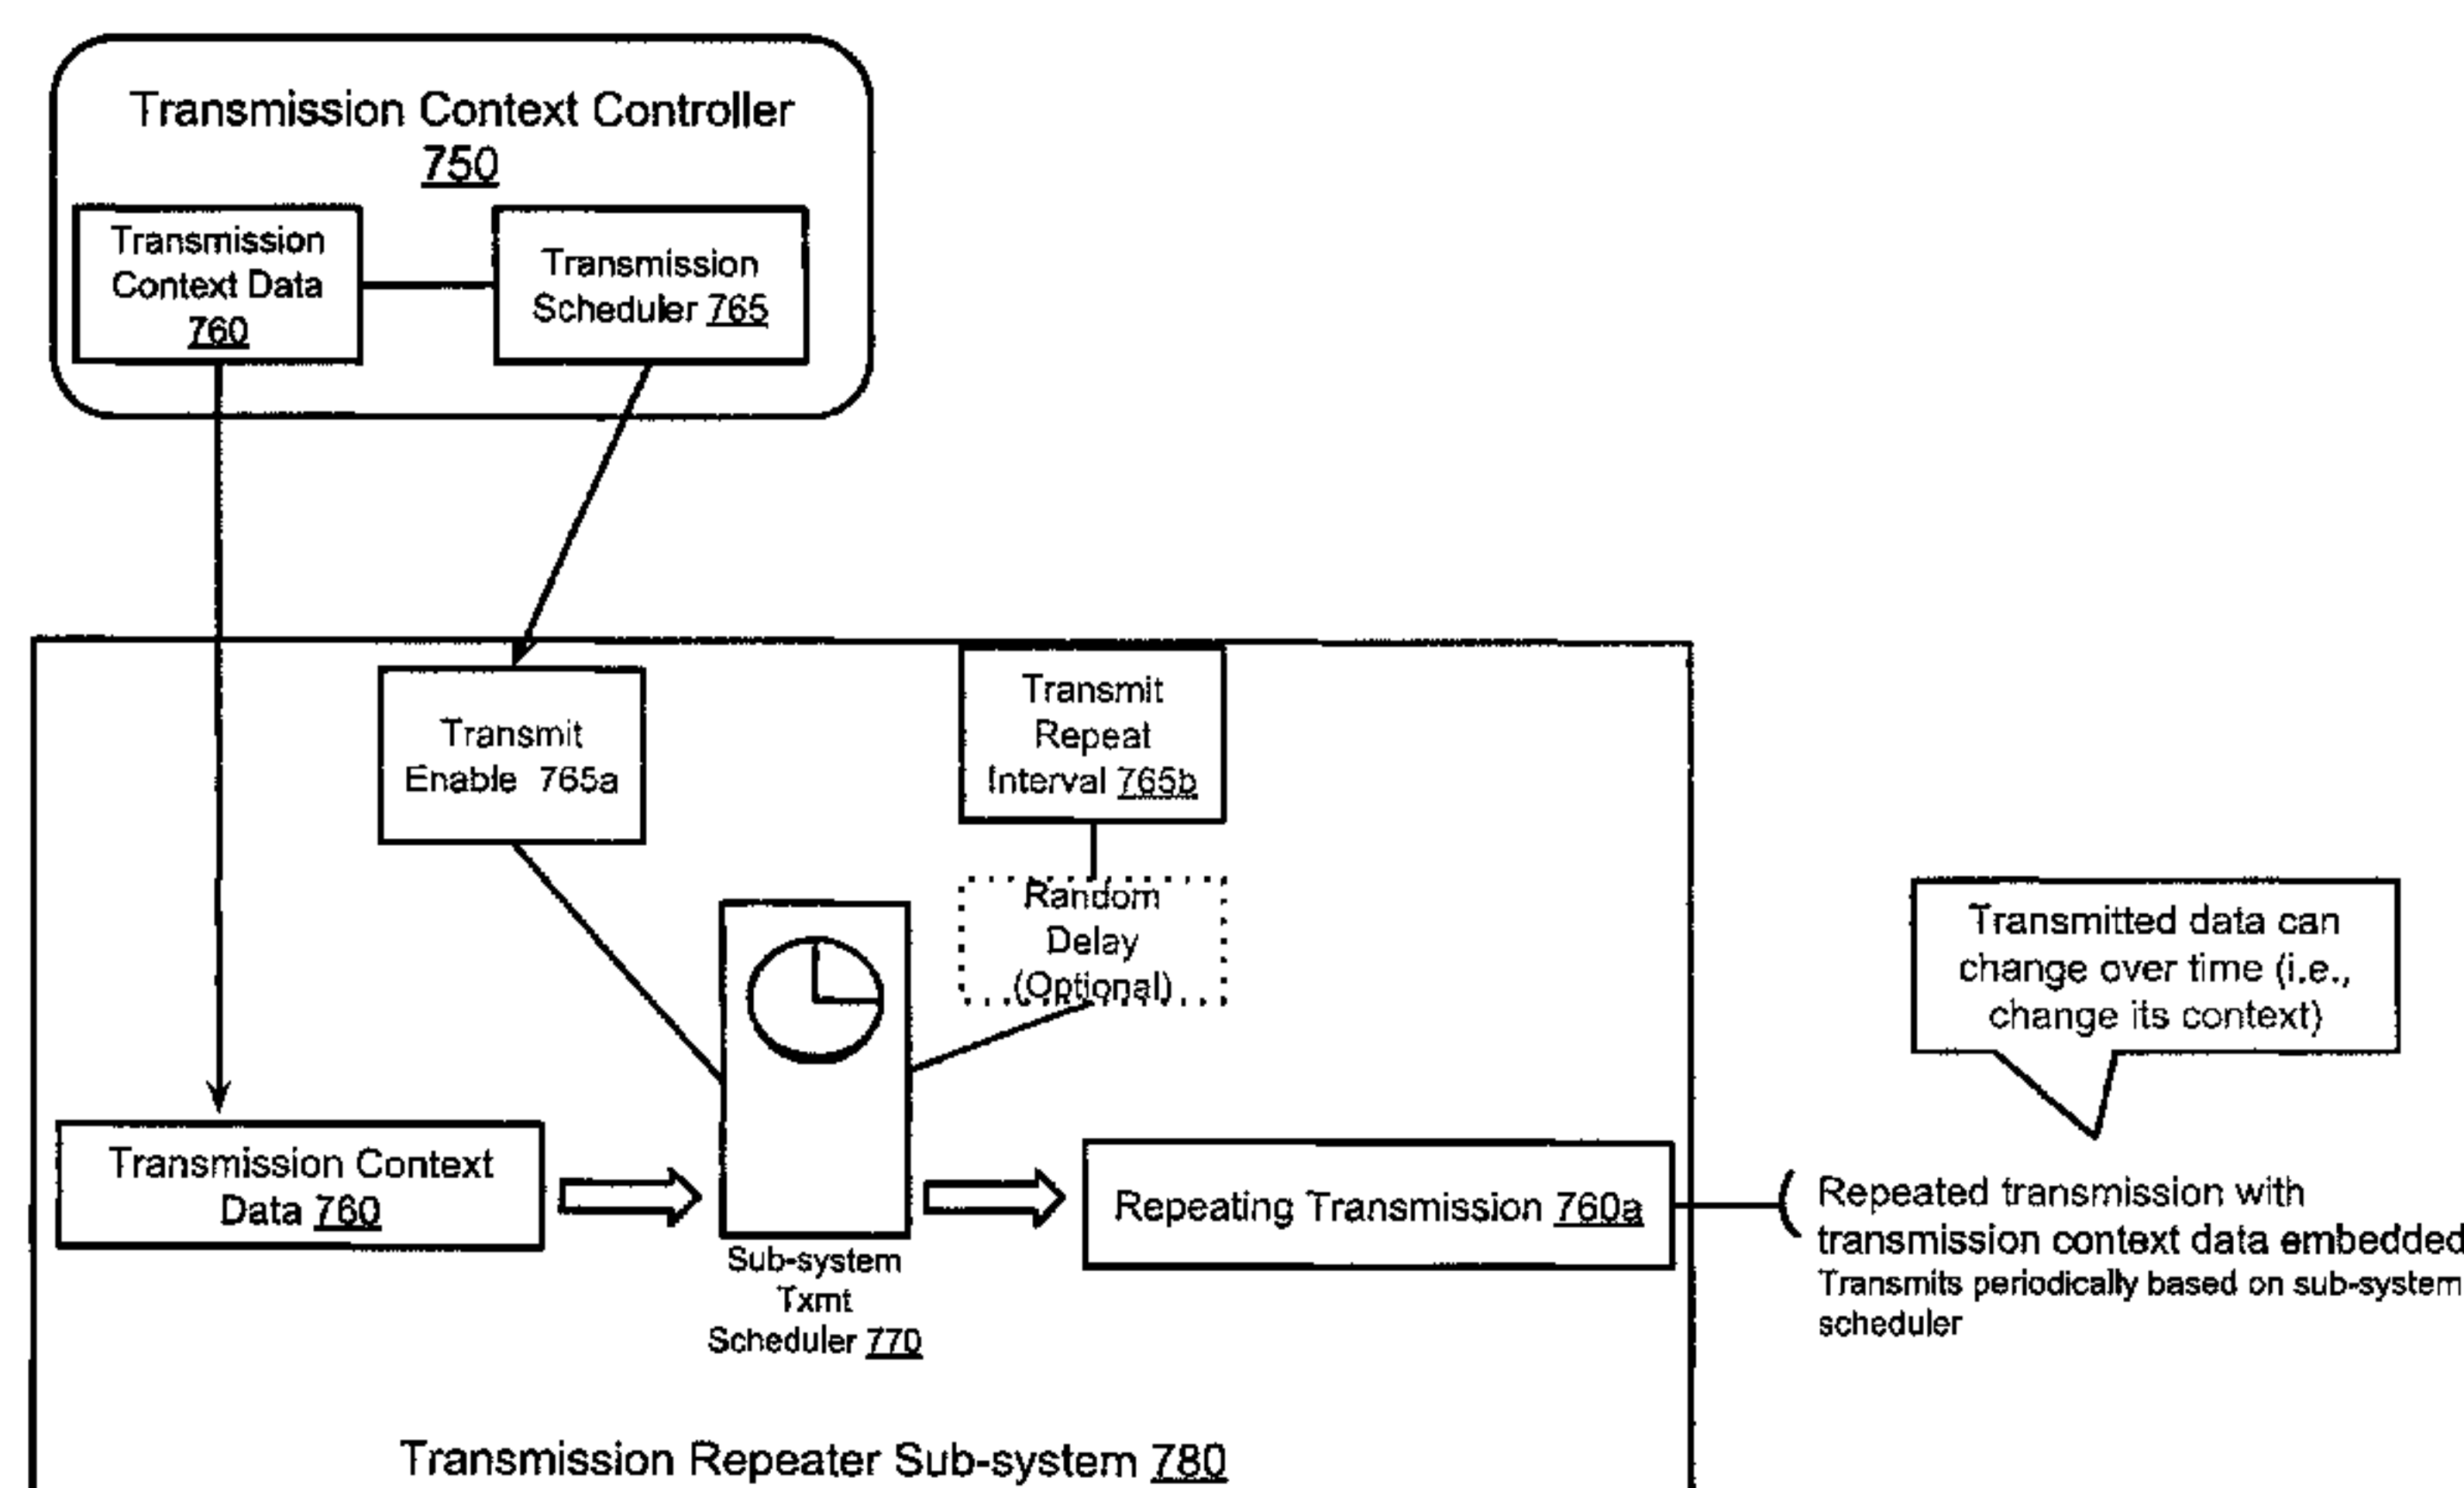 Transmission Context Controller
750
Transmission
Context Data
760
Transmission
Scheduler 765
Transmit
Enable 765a
Transmit
Repeat
Interval 765b
Random
Delay
(Optional)
Transmitted data can
change over time (i.e.,
change its context)
Transmission Context
Data 760
Sub-system
Txmt
Scheduler 770
Repeating Transmission 760a
Repeated transmission with
transmission context data embedded
Transmits periodically based on sub-system
scheduler
Transmission Repeater Sub-system 780